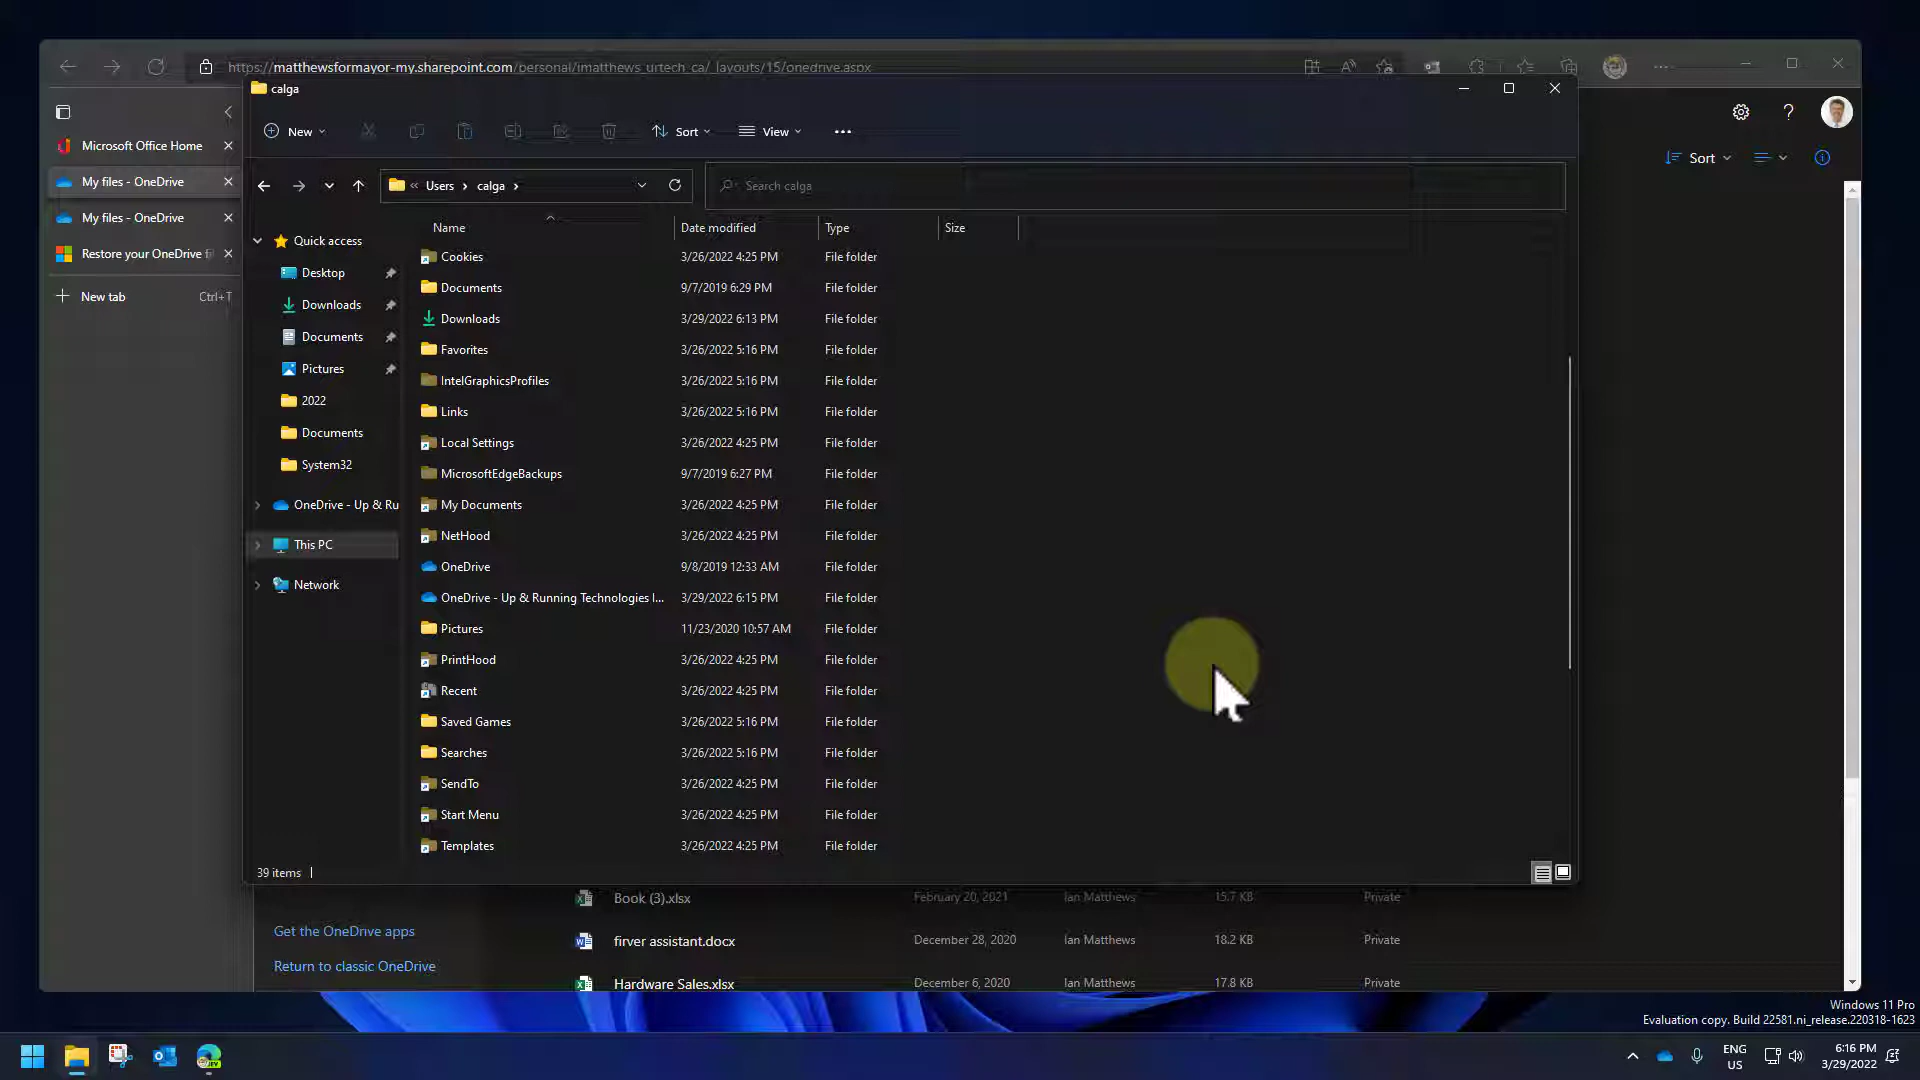 https://matthewsformayor-my.sharepoint.com/personal/imatthews_urtech_ca/_layouts/15/onedrive.aspx
calga
New
Sort
View
Microsoft Office Home
My files - OneDrive
My files - OneDrive
Restore your OneDrive
New tab Ctrl+T
Sort
Users calga
Search calga
Name Date modified Type Size
Quick access
Desktop
Downloads
Documents
Pictures
2022
Documents
System32
OneDrive - Up & Ru
This PC
Network
Cookies 3/26/2022 4:25 PM File folder
Documents 9/7/2019 6:29 PM File folder
Downloads 3/29/2022 6:13 PM File folder
Favorites 3/26/2022 5:16 PM File folder
IntelGraphicsProfiles 3/26/2022 5:16 PM File folder
Links 3/26/2022 5:16 PM File folder
Local Settings 3/26/2022 4:25 PM File folder
MicrosoftEdgeBackups 9/7/2019 6:27 PM File folder
My Documents 3/26/2022 4:25 PM File folder
NetHood 3/26/2022 4:25 PM File folder
OneDrive 9/8/2019 12:33 AM File folder
OneDrive - Up & Running Technologies I... 3/29/2022 6:15 PM File folder
Pictures 11/23/2020 10:57 AM File folder
PrintHood 3/26/2022 4:25 PM File folder
Recent 3/26/2022 4:25 PM File folder
Saved Games 3/26/2022 5:16 PM File folder
Searches 3/26/2022 5:16 PM File folder
SendTo 3/26/2022 4:25 PM File folder
Start Menu 3/26/2022 4:25 PM File folder
Templates 3/26/2022 4:25 PM File folder
39 items
Book (3).xlsx February 20, 2021 Ian Matthews 15.7 KB Private
firver assistant.docx December 28, 2020 Ian Matthews 18.2 KB Private
Hardware Sales.xlsx December 6, 2020 Ian Matthews 17.8 KB Private
Get the OneDrive apps
Return to classic OneDrive
Windows 11 Pro
Evaluation copy. Build 22581.ni_release.220318-1623
ENG
US
6:16 PM
3/29/2022